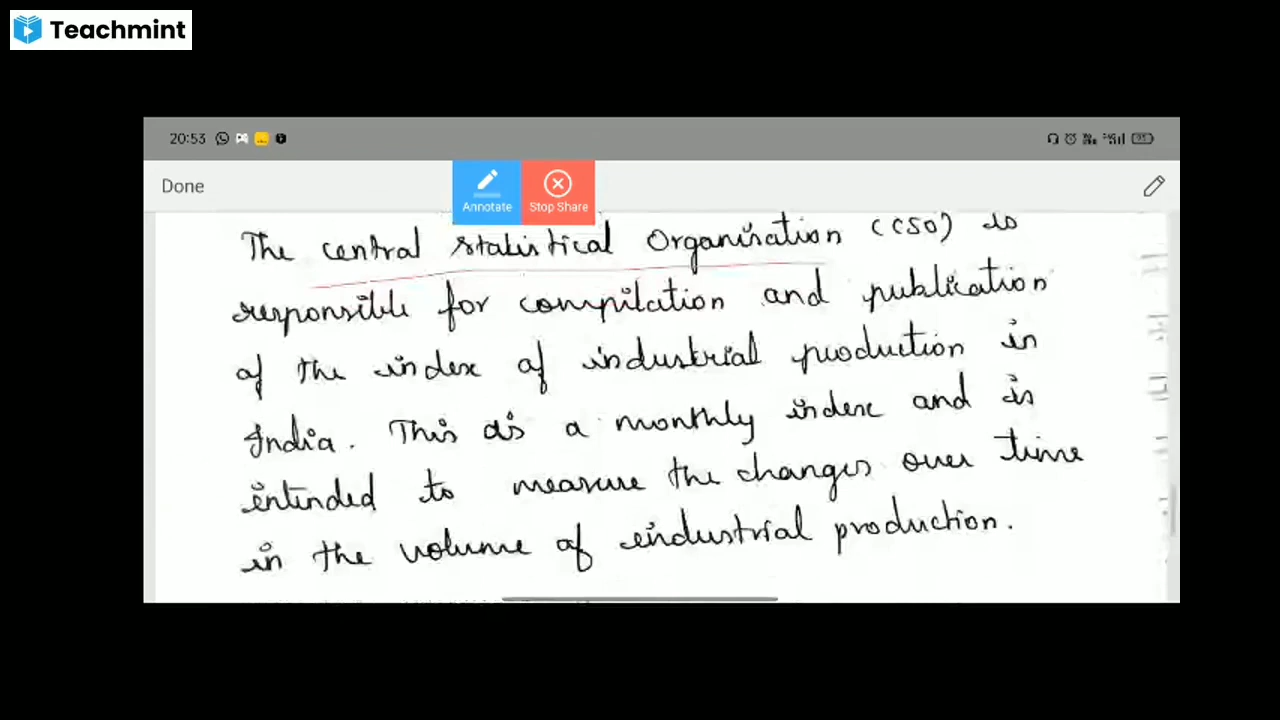 Teachmint
20:53
Done
Annotate
Stop Share
The central statistical Organisation (CSO) is
responsible for compilation and publication
of the index of industrial production in
India. This is a monthly index and is
intended to measure the changes over time
in the volume of industrial production.